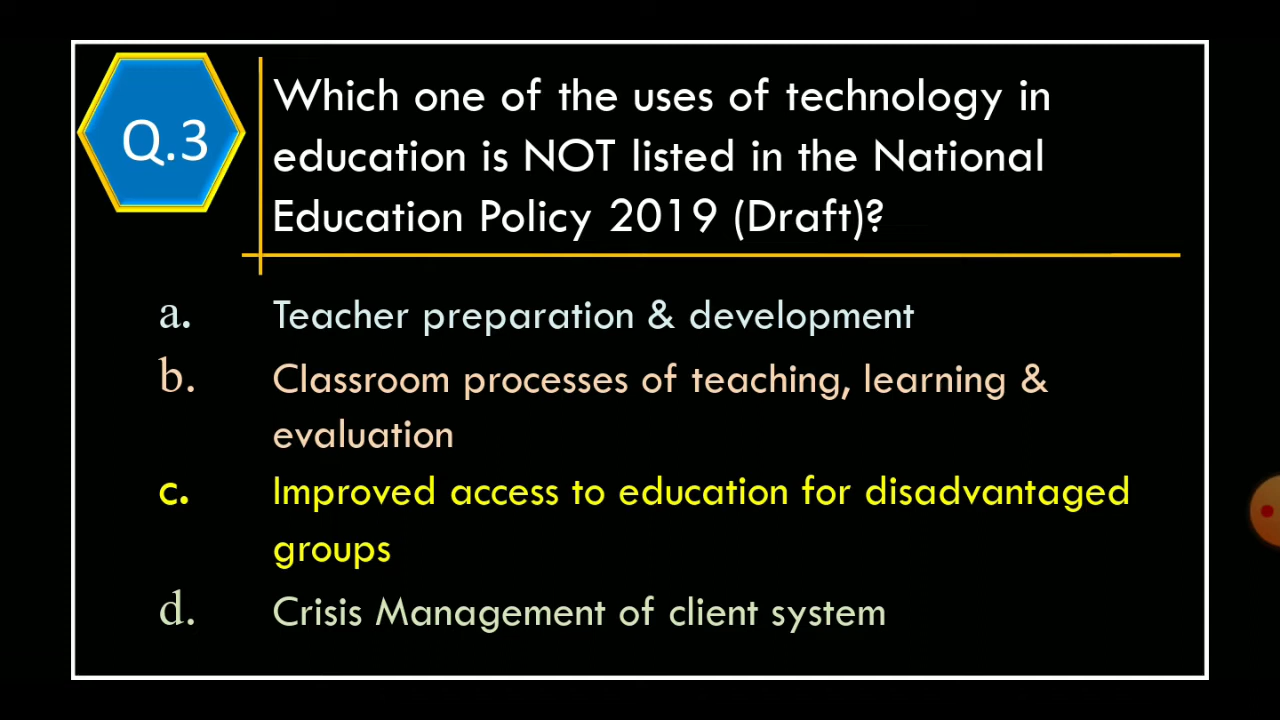 Q.3
Which one of the uses of technology in
education is NOT listed in the National
Education Policy 2019 (Draft)?
a. Teacher preparation & development
b. Classroom processes of teaching, learning &
evaluation
c. Improved access to education for disadvantaged
groups
d. Crisis Management of client system